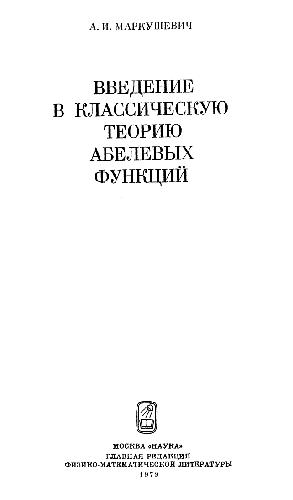 А. И. МАРКУШЕВИЧ
ВВЕДЕНИЕ
В КЛАССИЧЕСКУЮ
ТЕОРИЮ
АБЕЛЕВЫХ
ФУНКЦИЙ
МОСКВА «НАУКА»
ГЛАВНАЯ РЕДАКЦИЯ
ФИЗИКО-МАТЕМАТИЧЕСКОЙ ЛИТЕРАТУРЫ
1979